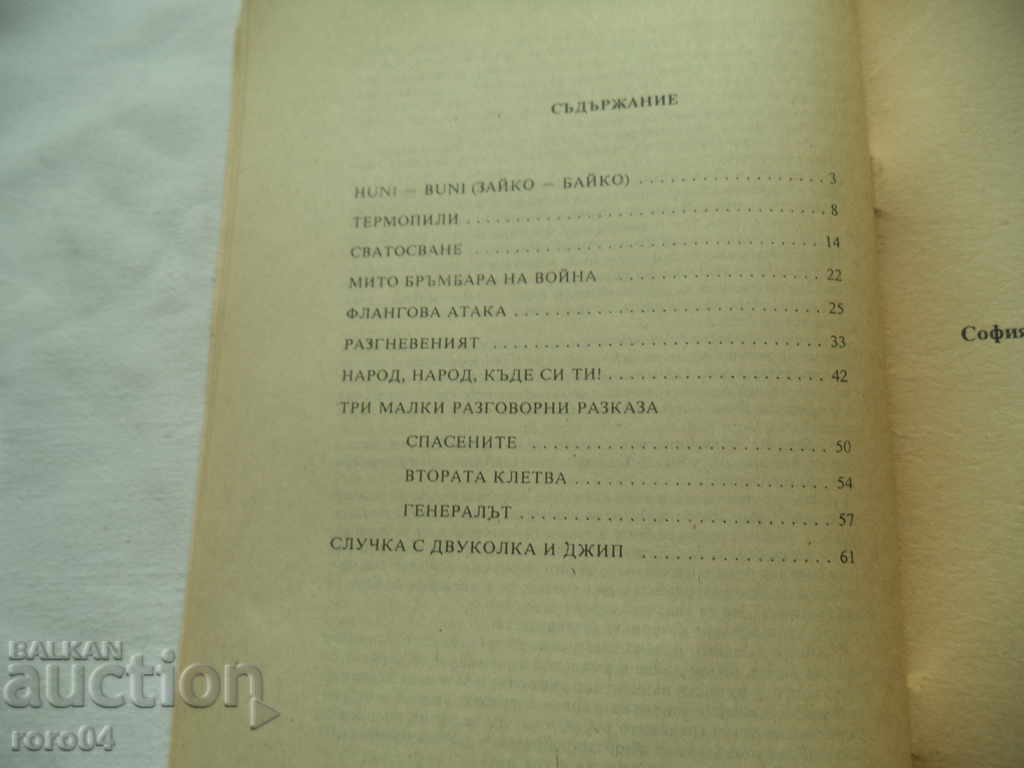 СЪДЪРЖАНИЕ
HUNI — BUNI (ЗАЙКО — БАЙКО) . . . . . . . . . . . . . . . . . . 3
ТЕРМОПИЛИ . . . . . . . . . . . . . . . . . . . . . . . . . . . . . . . . . . 8
СВАТОСВАНЕ . . . . . . . . . . . . . . . . . . . . . . . . . . . . . . . . . 14
МИТО БРЪМБАРА НА ВОЙНА . . . . . . . . . . . . . . . . . . . . 22
ФЛАНГОВА АТАКА . . . . . . . . . . . . . . . . . . . . . . . . . . . . . 25
РАЗГНЕВЕНИЯТ . . . . . . . . . . . . . . . . . . . . . . . . . . . . . . . 33
НАРОД, НАРОД, КЪДЕ СИ ТИ! . . . . . . . . . . . . . . . . . . . . 42
ТРИ МАЛКИ РАЗГОВОРНИ РАЗКАЗА
СПАСЕНИТЕ . . . . . . . . . . . . . . . . . . . . . . . . . . . . 50
ВТОРАТА КЛЕТВА . . . . . . . . . . . . . . . . . . . . . . . . 54
ГЕНЕРАЛЪТ . . . . . . . . . . . . . . . . . . . . . . . . . . . . . 57
СЛУЧКА С ДВУКОЛКА И ДЖИП . . . . . . . . . . . . . . . . . . 61
София
BALKAN
auction
roro04